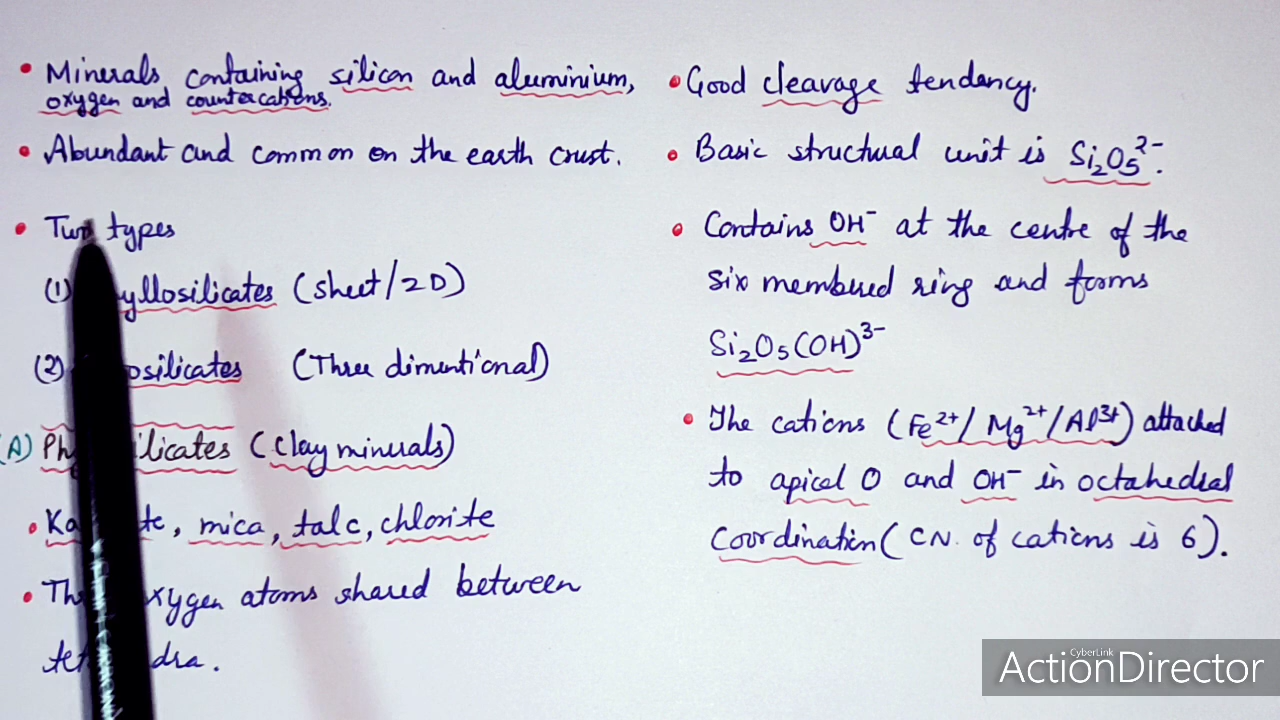 • Minerals containing silicon and aluminium,
oxygen and countercations.
• Abundant and common on the earth crust.
• Two types
(1) yllosilicates (sheet/2D)
(2) osilicates (Three dimentional)
(A) Ph ilicates (Clay minerals)
• Ka te, mica, talc, chlorite
• Th xygen atoms shared between
tet dra.
• Good cleavage tendancy.
• Basic structural unit is Si₂O₅²⁻.
• Contains OH⁻ at the centre of the
six membered ring and forms
Si₂O₅(OH)³⁻
• The cations (Fe²⁺/Mg²⁺/Al³⁺) attached
to apical O and OH⁻ in octahedral
Coordination (CN. of cations is 6).
CyberLink
ActionDirector